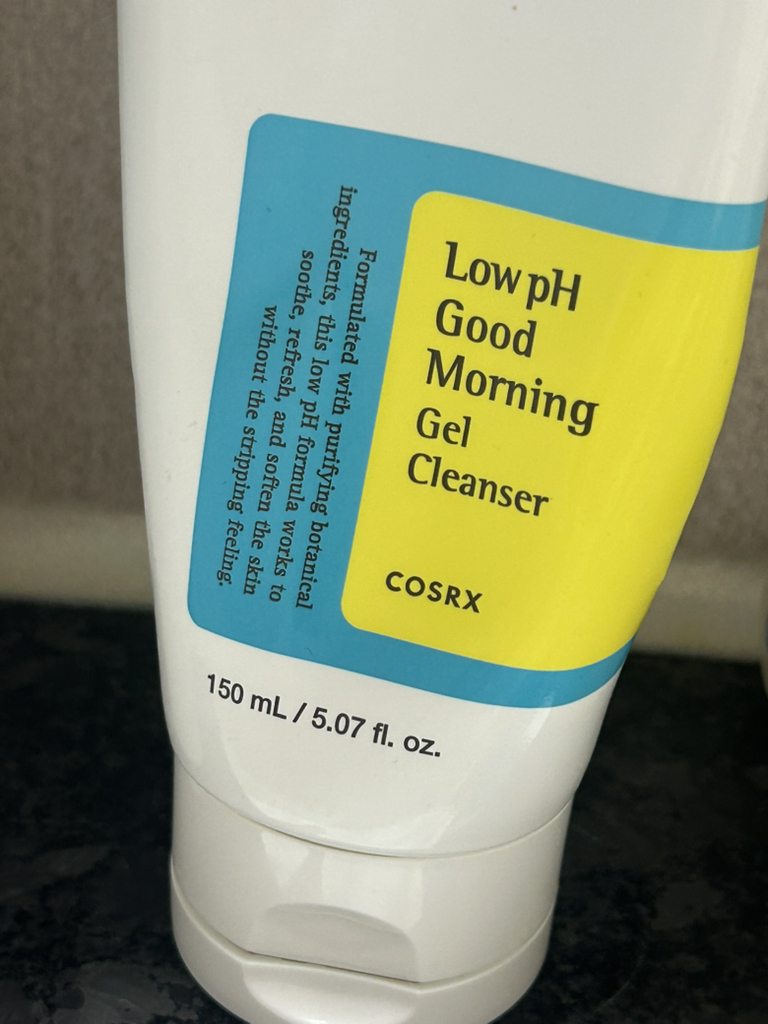 Low pH
Good
Morning
Gel
Cleanser
COSRX
Formulated with purifying botanical
ingredients, this low pH formula works to
soothe, refresh, and soften the skin
without the stripping feeling.
150 mL / 5.07 fl. oz.